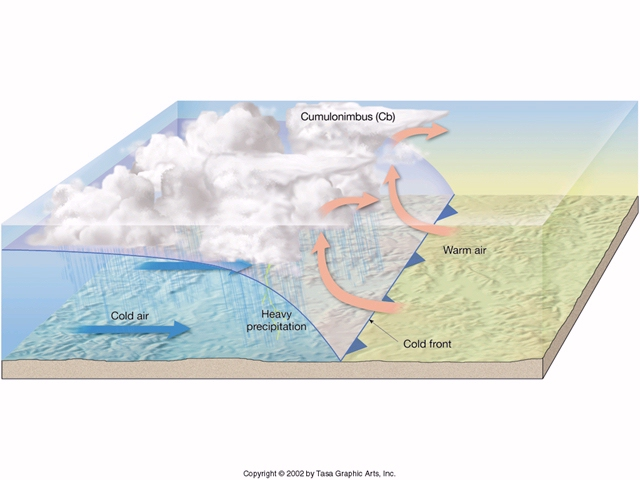 Cumulonimbus (Cb)
Warm air
Cold air
Heavy
precipitation
Cold front
Copyright © 2002 by Tasa Graphic Arts, Inc.